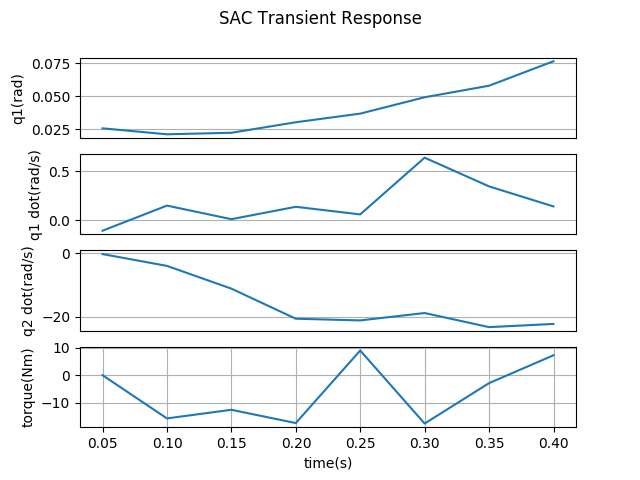 SAC Transient Response
q1(rad)
0.075
0.050
0.025
q1 dot(rad/s)
0.5
0.0
q2 dot(rad/s)
0
−20
torque(Nm)
10
0
−10
0.05 0.10 0.15 0.20 0.25 0.30 0.35 0.40
time(s)